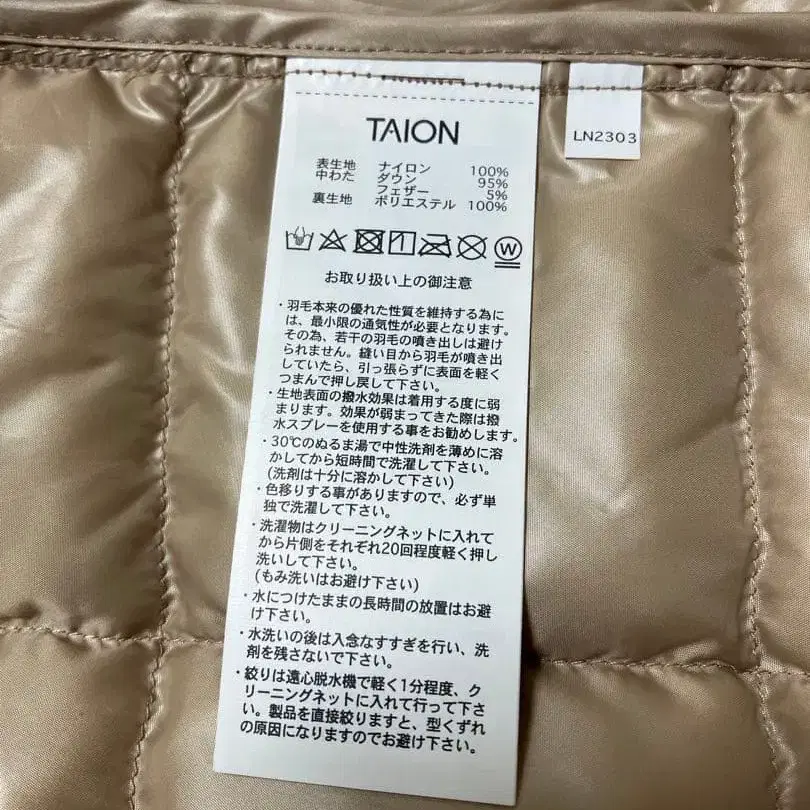 TAION
LN2303
表生地 ナイロン 100%
中わた ダウン 95%
フェザー 5%
裏生地 ポリエステル 100%
W
お取り扱い上の御注意
・羽毛本来の優れた性質を維持する為に
は、最小限の通気性が必要となります。
その為、若干の羽毛の噴き出しは避け
られません。縫い目から羽毛が噴き出
していたら、引っ張らずに表面を軽く
つまんで押し戻して下さい。
・生地表面の撥水効果は着用する度に弱
まります。効果が弱まってきた際は撥
水スプレーを使用する事をお勧めします。
・30℃のぬるま湯で中性洗剤を薄めに溶
かしてから短時間で洗濯して下さい。
(洗剤は十分に溶かして下さい)
・色移りする事がありますので、必ず単
独で洗濯して下さい。
・洗濯物はクリーニングネットに入れて
から片側をそれぞれ20回程度軽く押し
洗いして下さい。
(もみ洗いはお避け下さい)
・水につけたままの長時間の放置はお避
け下さい。
・水洗いの後は入念なすすぎを行い、洗
剤を残さないで下さい。
・絞りは遠心脱水機で軽く1分程度、ク
リーニングネットに入れて行って下さ
い。製品を直接絞りますと、型くずれ
の原因になりますのでお避け下さい。